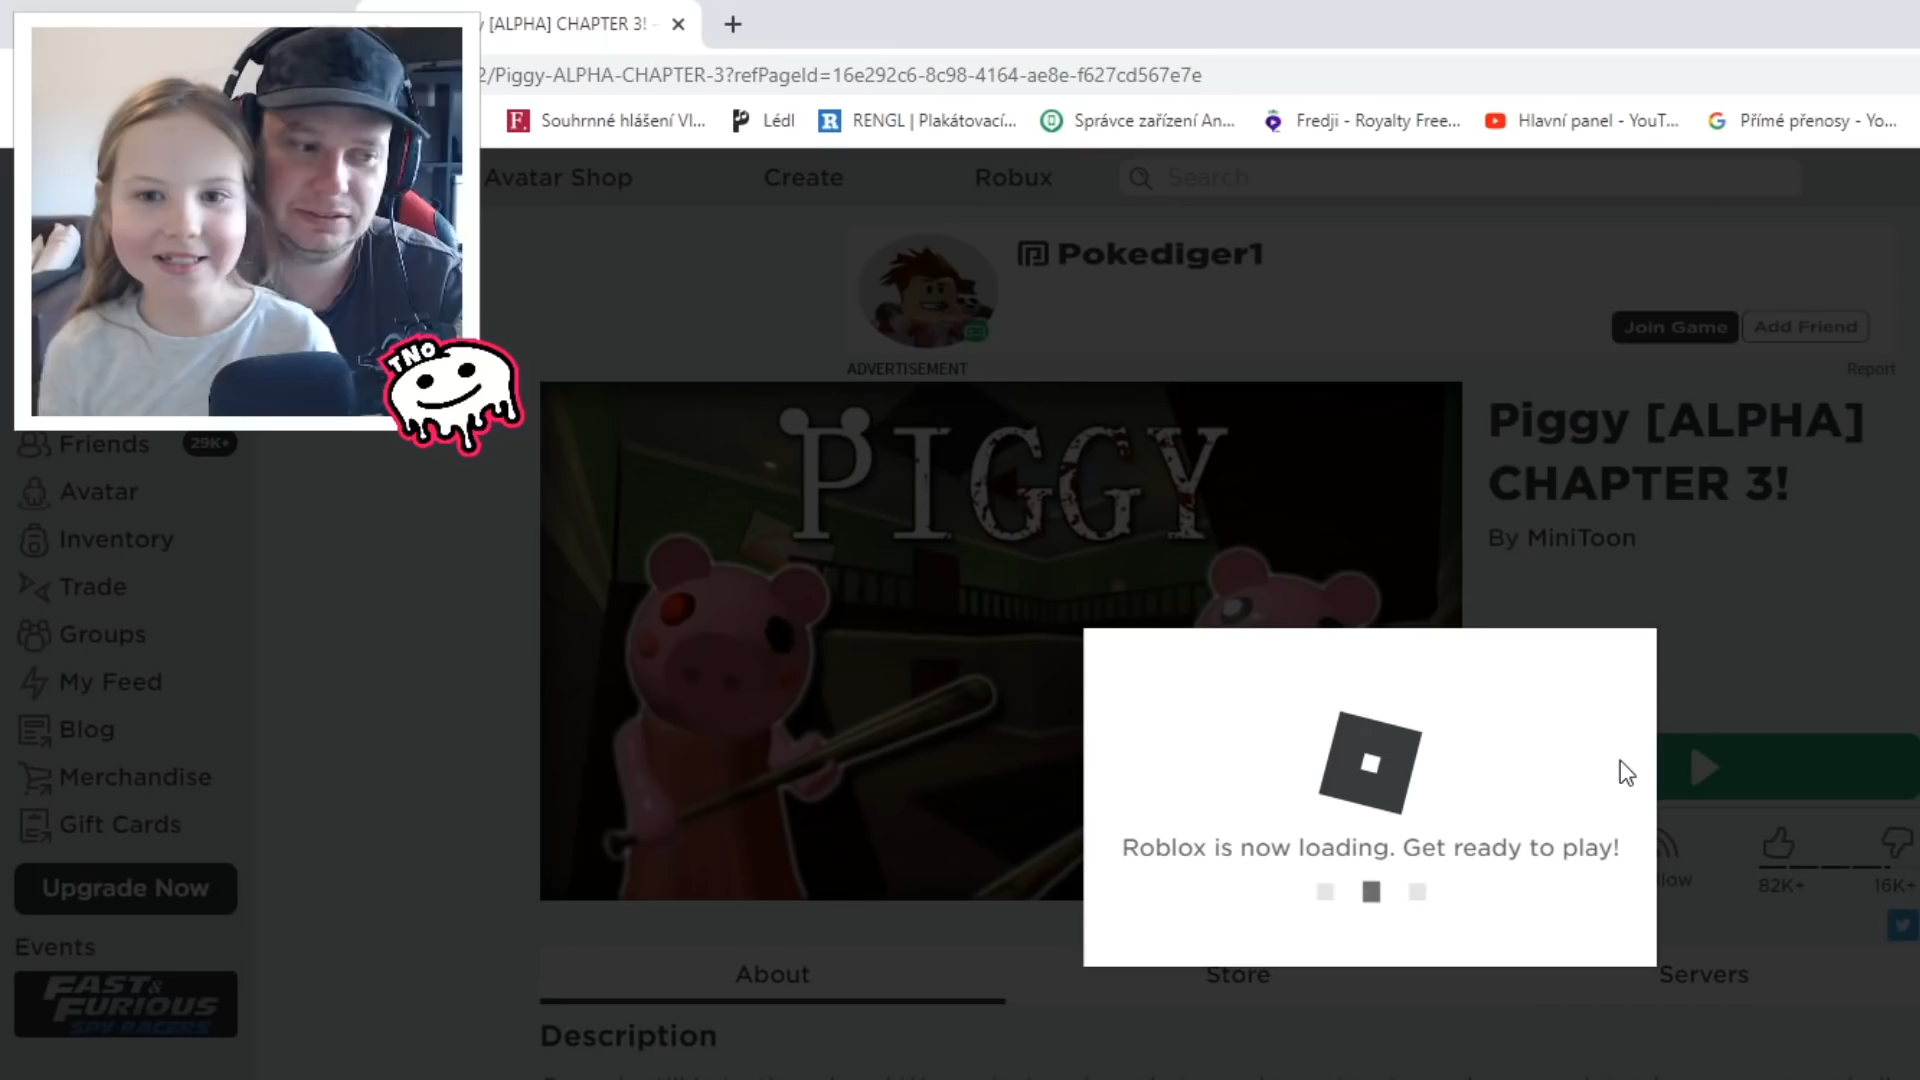 [ALPHA] CHAPTER 3! -
2/Piggy-ALPHA-CHAPTER-3?refPageId=16e292c6-8c98-4164-ae8e-f627cd567e7e
Souhrnné hlášení VI... Lédl RENGL | Plakátovací... Správce zařízení An... Fredji - Royalty Free... Hlavní panel - YouT... Přímé přenosy - Yo...
Avatar Shop Create Robux Search
Pokediger1
Join Game Add Friend
ADVERTISEMENT Report
TNO
PIGGY
Piggy [ALPHA]
CHAPTER 3!
By MiniToon
Friends 29K+
Avatar
Inventory
Trade
Groups
My Feed
Blog
Merchandise
Gift Cards
Upgrade Now
Events
FAST &
FURIOUS
SPY RACERS
Roblox is now loading. Get ready to play!
82K+ 16K+
About Store Servers
Description